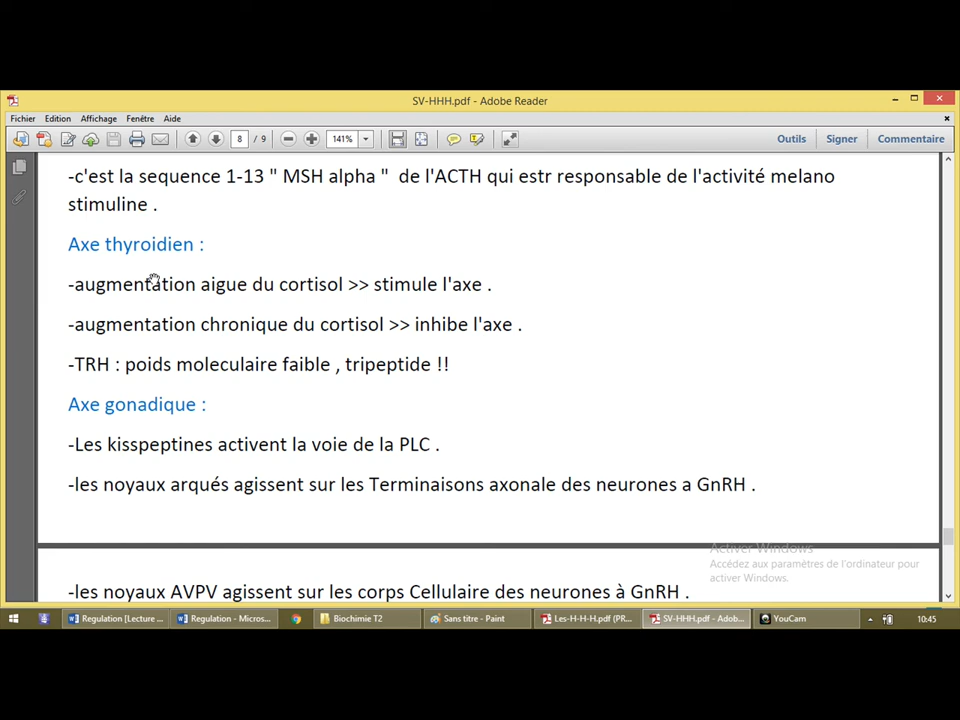 SV-HHH.pdf - Adobe Reader
Fichier Edition Affichage Fenêtre Aide
8 / 9 141% Outils Signer Commentaire
-c'est la sequence 1-13 " MSH alpha " de l'ACTH qui estr responsable de l'activité melano
stimuline .
Axe thyroidien :
-augmentation aigue du cortisol >> stimule l'axe .
-augmentation chronique du cortisol >> inhibe l'axe .
-TRH : poids moleculaire faible , tripeptide !!
Axe gonadique :
-Les kisspeptines activent la voie de la PLC .
-les noyaux arqués agissent sur les Terminaisons axonale des neurones a GnRH .
Activer Windows
Accédez aux paramètres de l'ordinateur pour
activer Windows.
-les noyaux AVPV agissent sur les corps Cellulaire des neurones à GnRH .
Regulation [Lecture ... Regulation - Micros... Biochimie T2 Sans titre - Paint Les-H-H-H.pdf (PR... SV-HHH.pdf - Adob... YouCam 10:45